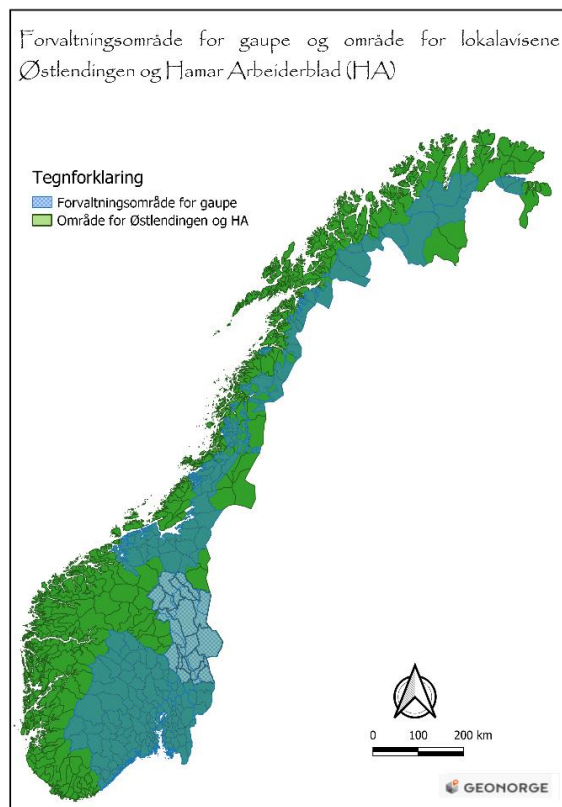 Forvaltningsområde for gaupe og område for lokalavisene
Østlendingen og Hamar Arbeiderblad (HA)
Tegnforklaring
Forvaltningsområde for gaupe
Område for Østlendingen og HA
0 100 200 km
GEONORGE